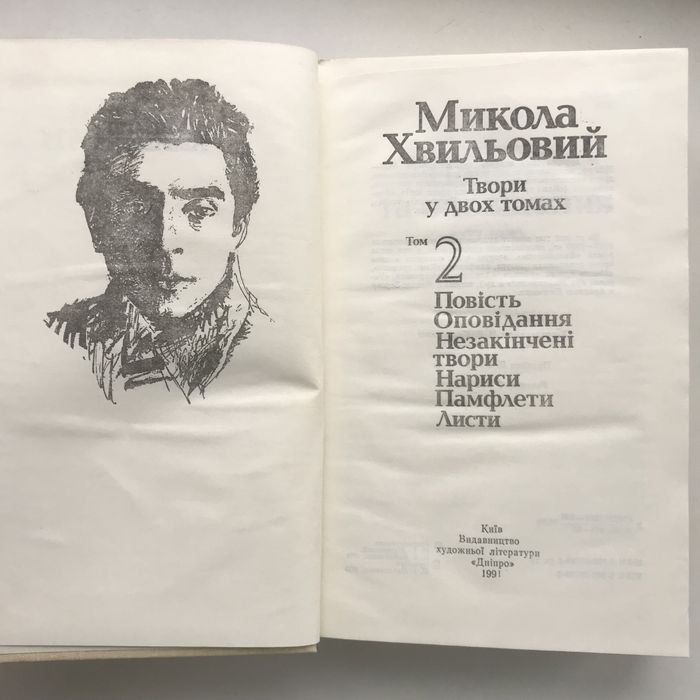 Микола
Хвильовий
Твори
у двох томах
Том 2
Повість
Оповідання
Незакінчені
твори
Нариси
Памфлети
Листи
Київ
Видавництво
художньої літератури
«Дніпро»
1991